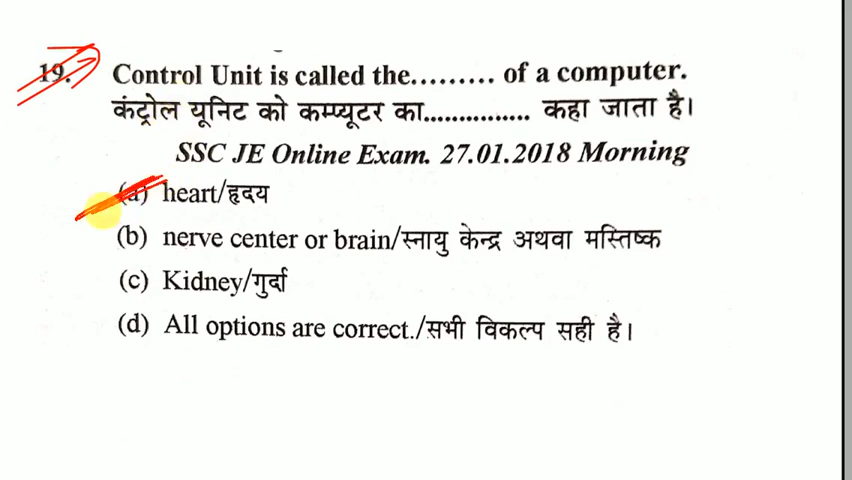 19. Control Unit is called the......... of a computer.
कंट्रोल यूनिट को कम्प्यूटर का............... कहा जाता है।
SSC JE Online Exam. 27.01.2018 Morning
(a) heart/हृदय
(b) nerve center or brain/स्नायु केन्द्र अथवा मस्तिष्क
(c) Kidney/गुर्दा
(d) All options are correct./सभी विकल्प सही है।